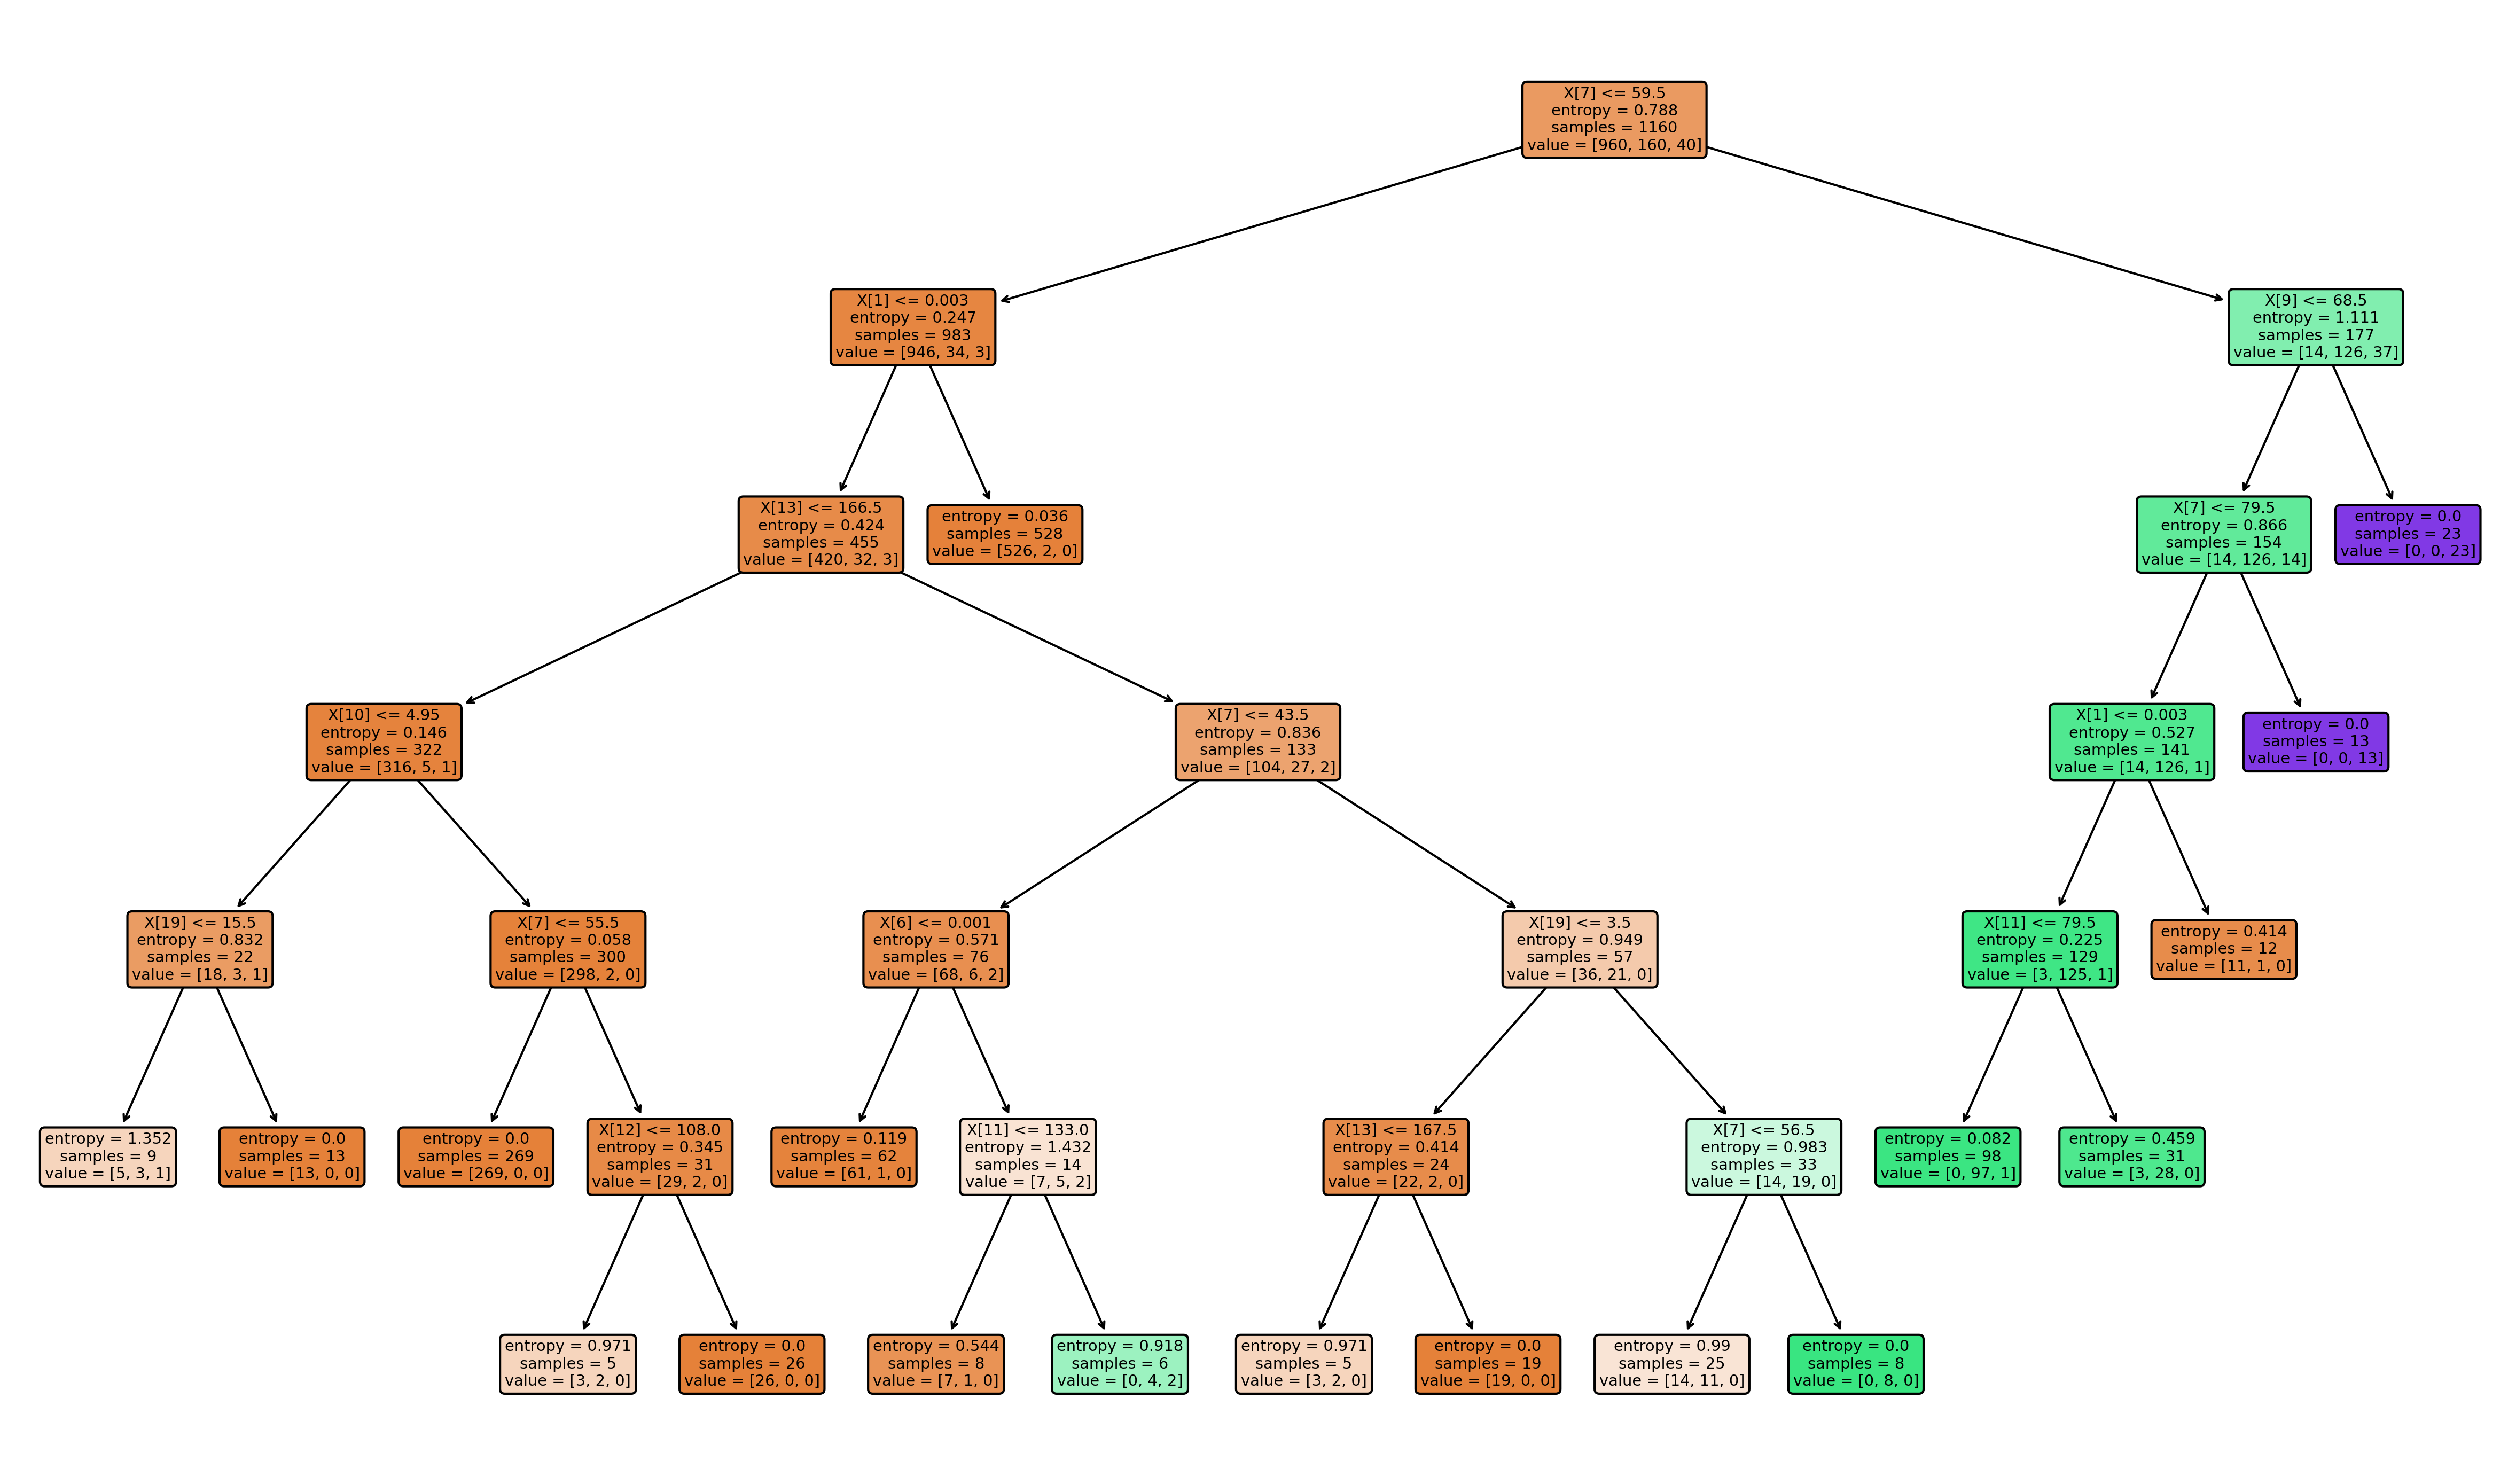 X[7] <= 59.5
entropy = 0.788
samples = 1160
value = [960, 160, 40]
X[1] <= 0.003
entropy = 0.247
samples = 983
value = [946, 34, 3]
X[9] <= 68.5
entropy = 1.111
samples = 177
value = [14, 126, 37]
X[13] <= 166.5
entropy = 0.424
samples = 455
value = [420, 32, 3]
entropy = 0.036
samples = 528
value = [526, 2, 0]
X[7] <= 79.5
entropy = 0.866
samples = 154
value = [14, 126, 14]
entropy = 0.0
samples = 23
value = [0, 0, 23]
X[10] <= 4.95
entropy = 0.146
samples = 322
value = [316, 5, 1]
X[7] <= 43.5
entropy = 0.836
samples = 133
value = [104, 27, 2]
X[1] <= 0.003
entropy = 0.527
samples = 141
value = [14, 126, 1]
entropy = 0.0
samples = 13
value = [0, 0, 13]
X[19] <= 15.5
entropy = 0.832
samples = 22
value = [18, 3, 1]
X[7] <= 55.5
entropy = 0.058
samples = 300
value = [298, 2, 0]
X[6] <= 0.001
entropy = 0.571
samples = 76
value = [68, 6, 2]
X[19] <= 3.5
entropy = 0.949
samples = 57
value = [36, 21, 0]
X[11] <= 79.5
entropy = 0.225
samples = 129
value = [3, 125, 1]
entropy = 0.414
samples = 12
value = [11, 1, 0]
entropy = 1.352
samples = 9
value = [5, 3, 1]
entropy = 0.0
samples = 13
value = [13, 0, 0]
entropy = 0.0
samples = 269
value = [269, 0, 0]
X[12] <= 108.0
entropy = 0.345
samples = 31
value = [29, 2, 0]
entropy = 0.119
samples = 62
value = [61, 1, 0]
X[11] <= 133.0
entropy = 1.432
samples = 14
value = [7, 5, 2]
X[13] <= 167.5
entropy = 0.414
samples = 24
value = [22, 2, 0]
X[7] <= 56.5
entropy = 0.983
samples = 33
value = [14, 19, 0]
entropy = 0.082
samples = 98
value = [0, 97, 1]
entropy = 0.459
samples = 31
value = [3, 28, 0]
entropy = 0.971
samples = 5
value = [3, 2, 0]
entropy = 0.0
samples = 26
value = [26, 0, 0]
entropy = 0.544
samples = 8
value = [7, 1, 0]
entropy = 0.918
samples = 6
value = [0, 4, 2]
entropy = 0.971
samples = 5
value = [3, 2, 0]
entropy = 0.0
samples = 19
value = [19, 0, 0]
entropy = 0.99
samples = 25
value = [14, 11, 0]
entropy = 0.0
samples = 8
value = [0, 8, 0]